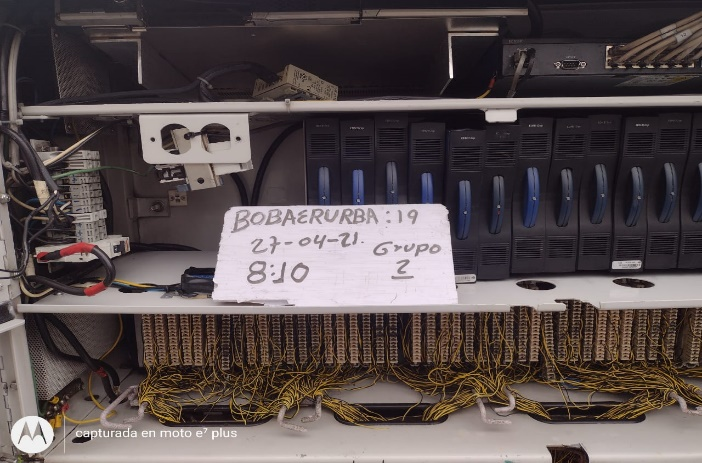 BOBAERURBA:19
27-04-21.
Grupo
8:10
2
capturada en moto e⁷ plus